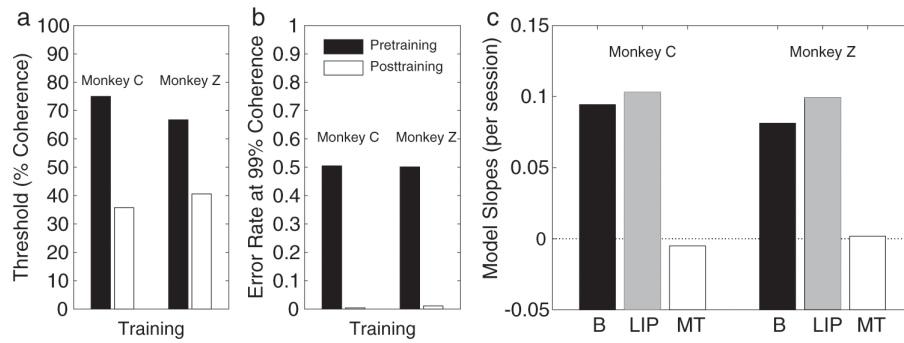 a
Threshold (% Coherence)
100
90
80
70
60
50
40
30
20
10
0
Monkey C
Monkey Z
Training
b
Error Rate at 99% Coherence
1
0.9
0.8
0.7
0.6
0.5
0.4
0.3
0.2
0.1
0
Pretraining
Posttraining
Monkey C
Monkey Z
Training
c
Model Slopes (per session)
0.15
0.1
0.05
0
-0.05
Monkey C
Monkey Z
B LIP MT B LIP MT